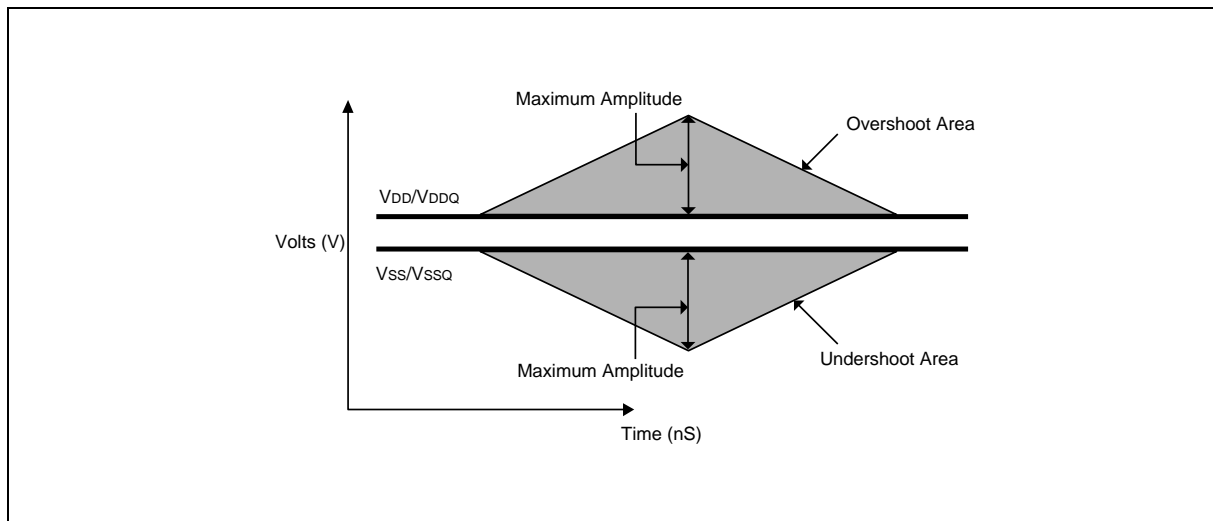 Maximum Amplitude
Overshoot Area
VDD/VDDQ
Volts (V)
VSS/VSSQ
Undershoot Area
Maximum Amplitude
Time (nS)